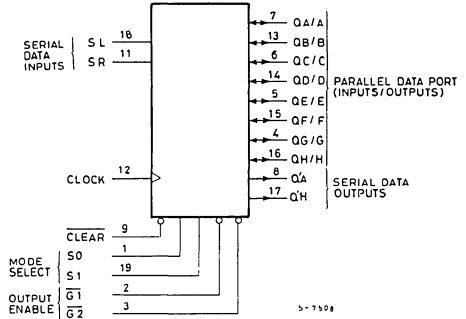 SERIAL DATA INPUTS
SL 18
SR 11
CLOCK 12
CLEAR 9
MODE SELECT
S0 1
S1 19
OUTPUT ENABLE
G1 2
G2 3
7 QA/A
13 QB/B
6 QC/C
14 QD/D
5 QE/E
15 QF/F
4 QG/G
16 QH/H
PARALLEL DATA PORT
(INPUTS/OUTPUTS)
8 Q'A
17 Q'H
SERIAL DATA
OUTPUTS
S-7508